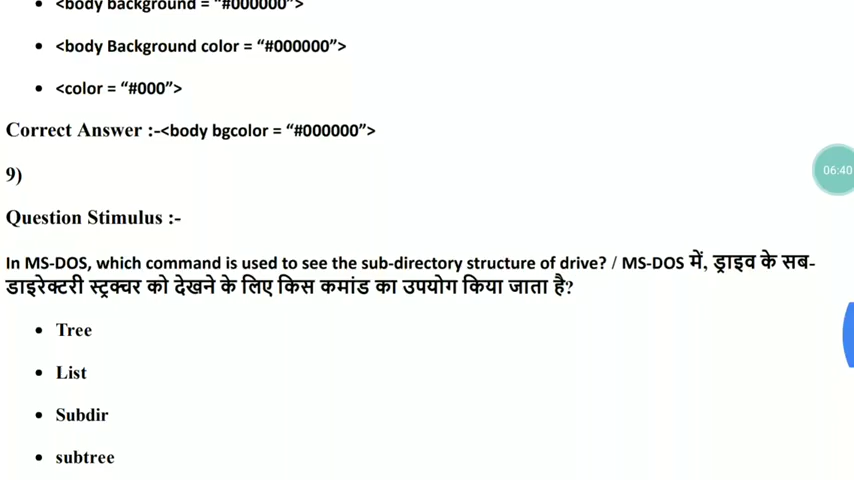 • <body background = “#000000”>
• <body Background color = “#000000”>
• <color = “#000”>
Correct Answer :-<body bgcolor = “#000000”>
9)
Question Stimulus :-
In MS-DOS, which command is used to see the sub-directory structure of drive? / MS-DOS में, ड्राइव के सब-
डाइरेक्टरी स्ट्रक्चर को देखने के लिए किस कमांड का उपयोग किया जाता है?
• Tree
• List
• Subdir
• subtree
06:40